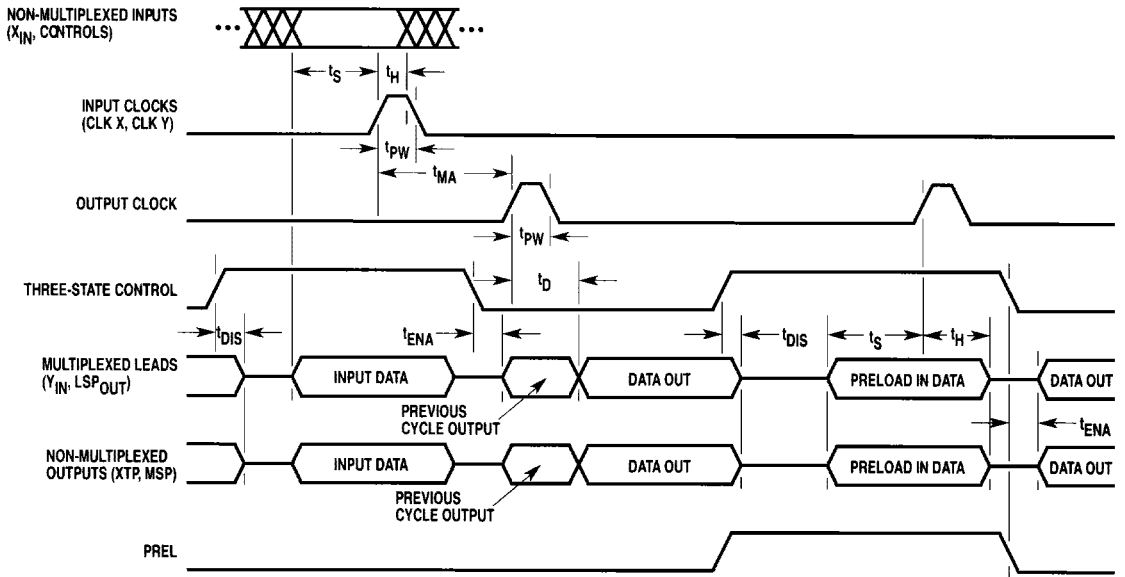 NON-MULTIPLEXED INPUTS
(XIN, CONTROLS)
tS
tH
INPUT CLOCKS
(CLK X, CLK Y)
tPW
tMA
OUTPUT CLOCK
tPW
tD
THREE-STATE CONTROL
tDIS
tENA
tDIS
tS
tH
MULTIPLEXED LEADS
(YIN, LSPOUT)
INPUT DATA
DATA OUT
PRELOAD IN DATA
DATA OUT
PREVIOUS
CYCLE OUTPUT
tENA
NON-MULTIPLEXED
OUTPUTS (XTP, MSP)
INPUT DATA
DATA OUT
PRELOAD IN DATA
DATA OUT
PREVIOUS
CYCLE OUTPUT
PREL